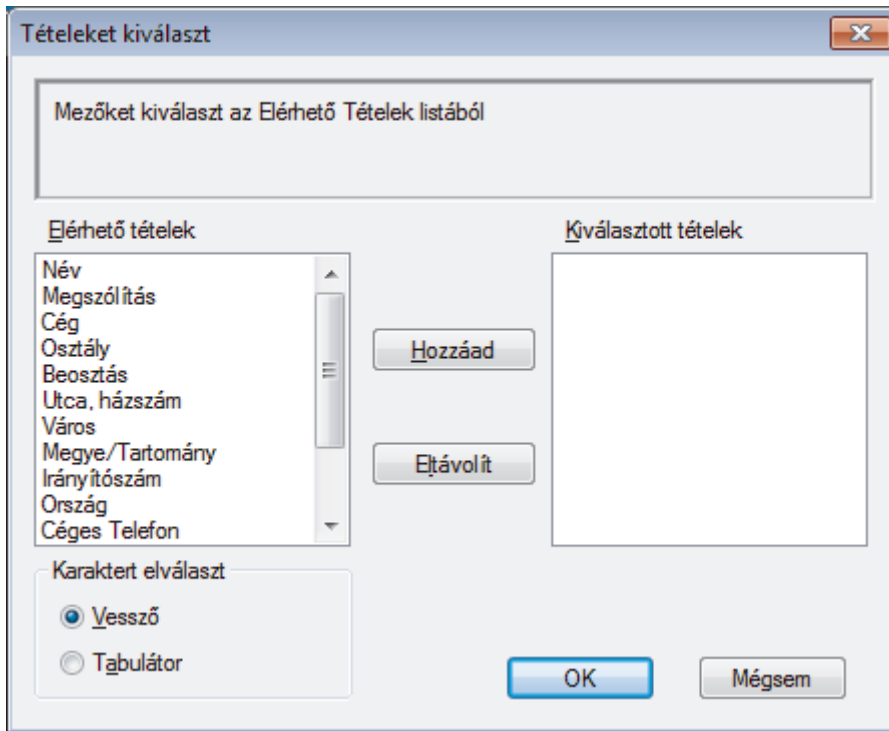 Tételeket kiválaszt
Mezőket kiválaszt az Elérhető Tételek listából
Elérhető tételek
Név
Megszólítás
Cég
Osztály
Beosztás
Utca, házszám
Város
Megye/Tartomány
Irányítószám
Ország
Céges Telefon
Hozzáad
Eltávolít
Kiválasztott tételek
Karaktert elválaszt
Vessző
Tabulátor
OK
Mégsem